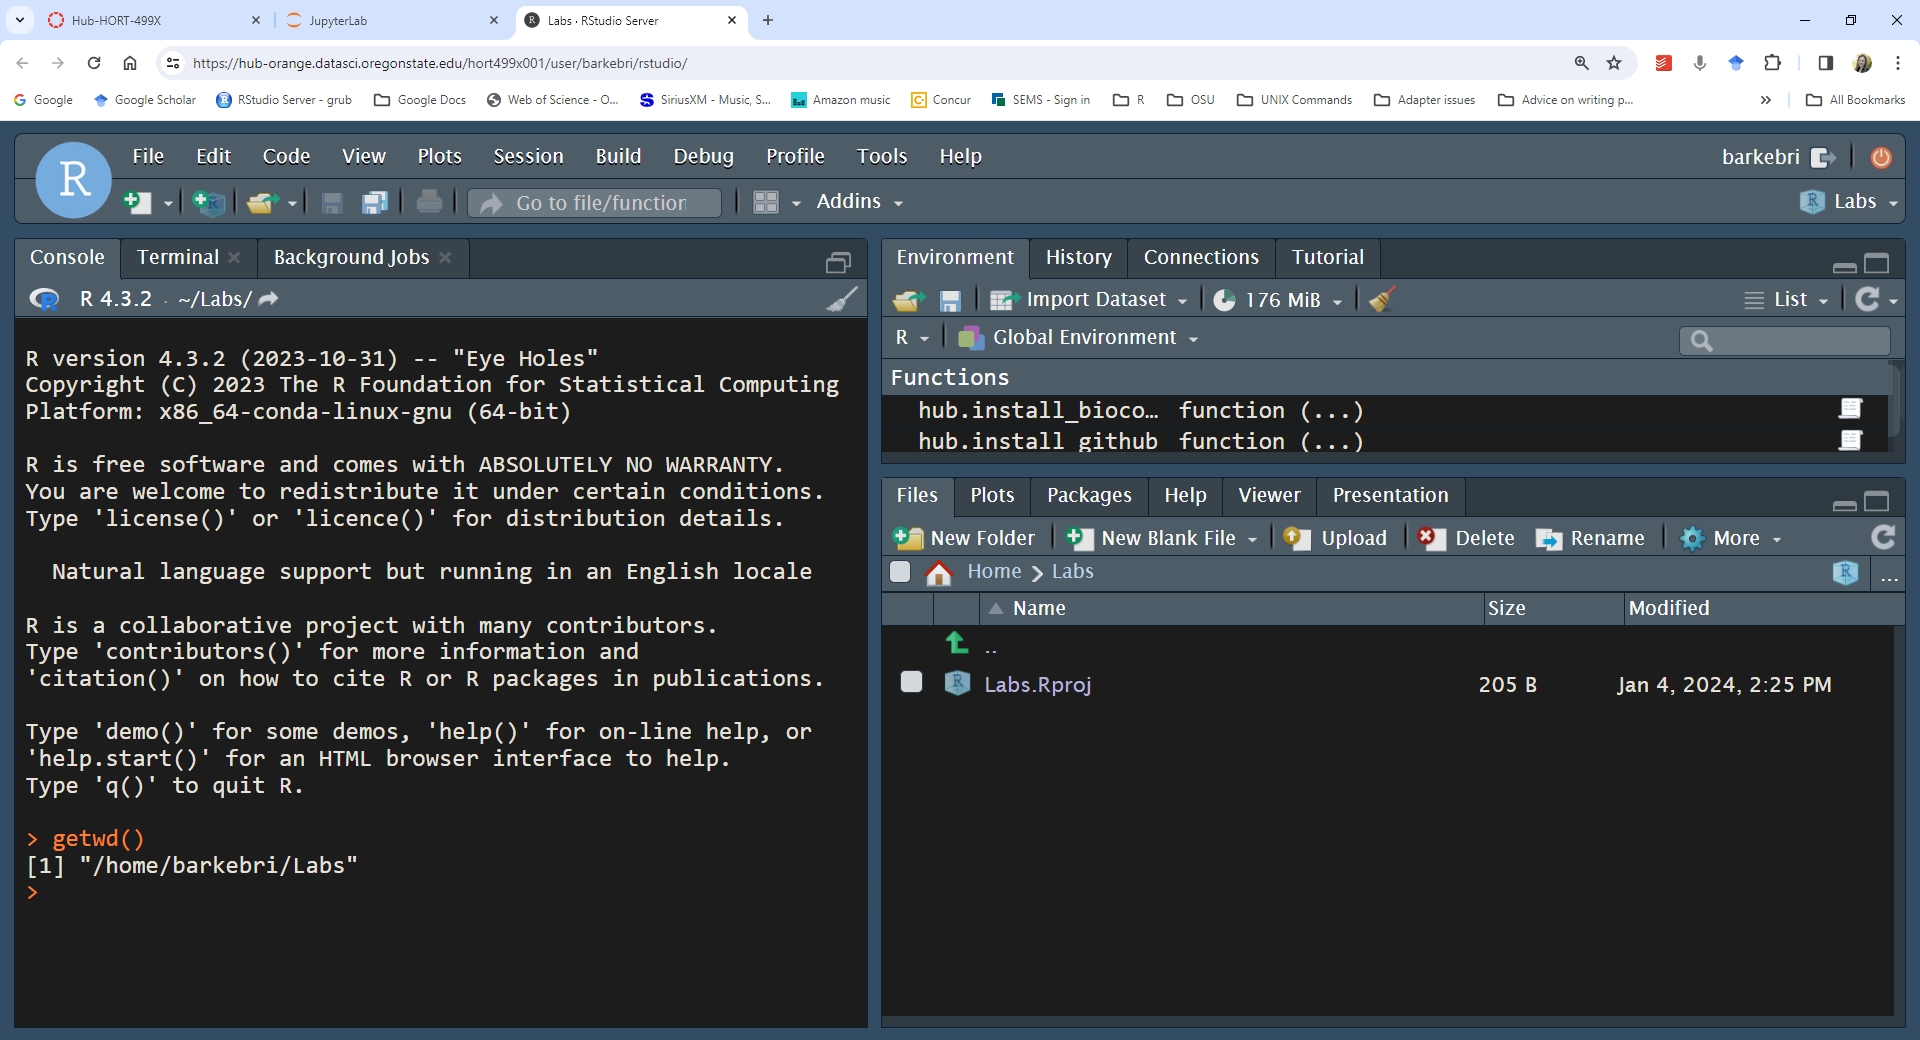 Hub-HORT-499X
JupyterLab
Labs · RStudio Server
https://hub-orange.datasci.oregonstate.edu/hort499x001/user/barkebri/rstudio/
Google
Google Scholar
RStudio Server - grub
Google Docs
Web of Science - O...
SiriusXM - Music, S...
Amazon music
Concur
SEMS - Sign in
R
OSU
UNIX Commands
Adapter issues
Advice on writing p...
»
All Bookmarks
R
File Edit Code View Plots Session Build Debug Profile Tools Help
barkebri
Go to file/function
Addins
Labs
Console Terminal Background Jobs
R 4.3.2 · ~/Labs/
R version 4.3.2 (2023-10-31) -- "Eye Holes"
Copyright (C) 2023 The R Foundation for Statistical Computing
Platform: x86_64-conda-linux-gnu (64-bit)
R is free software and comes with ABSOLUTELY NO WARRANTY.
You are welcome to redistribute it under certain conditions.
Type 'license()' or 'licence()' for distribution details.
Natural language support but running in an English locale
R is a collaborative project with many contributors.
Type 'contributors()' for more information and
'citation()' on how to cite R or R packages in publications.
Type 'demo()' for some demos, 'help()' for on-line help, or
'help.start()' for an HTML browser interface to help.
Type 'q()' to quit R.
> getwd()
[1] "/home/barkebri/Labs"
>
Environment History Connections Tutorial
Import Dataset 176 MiB List
R Global Environment
Functions
hub.install_bioco… function (...)
hub.install_github function (...)
Files Plots Packages Help Viewer Presentation
New Folder New Blank File Upload Delete Rename More
Home Labs ...
Name Size Modified
..
Labs.Rproj 205 B Jan 4, 2024, 2:25 PM